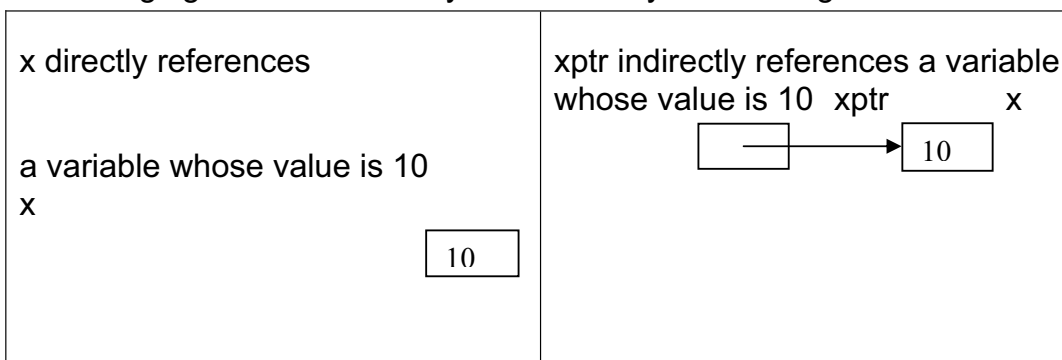 x directly references
a variable whose value is 10
x
10
xptr indirectly references a variable
whose value is 10 xptr x
10